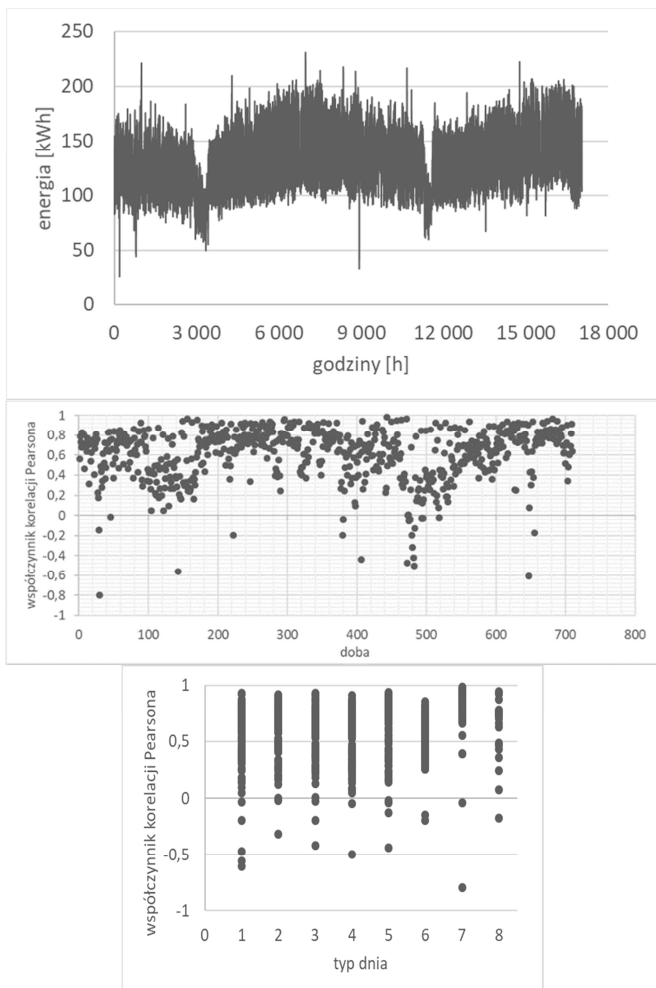 250
200
150
100
50
0
energia [kWh]
0 3 000 6 000 9 000 12 000 15 000 18 000
godziny [h]
1
0,8
0,6
0,4
0,2
0
-0,2
-0,4
-0,6
-0,8
-1
współczynnik korelacji Pearsona
0 100 200 300 400 500 600 700 800
doba
1
0,5
0
-0,5
-1
współczynnik korelacji Pearsona
0 1 2 3 4 5 6 7 8
typ dnia